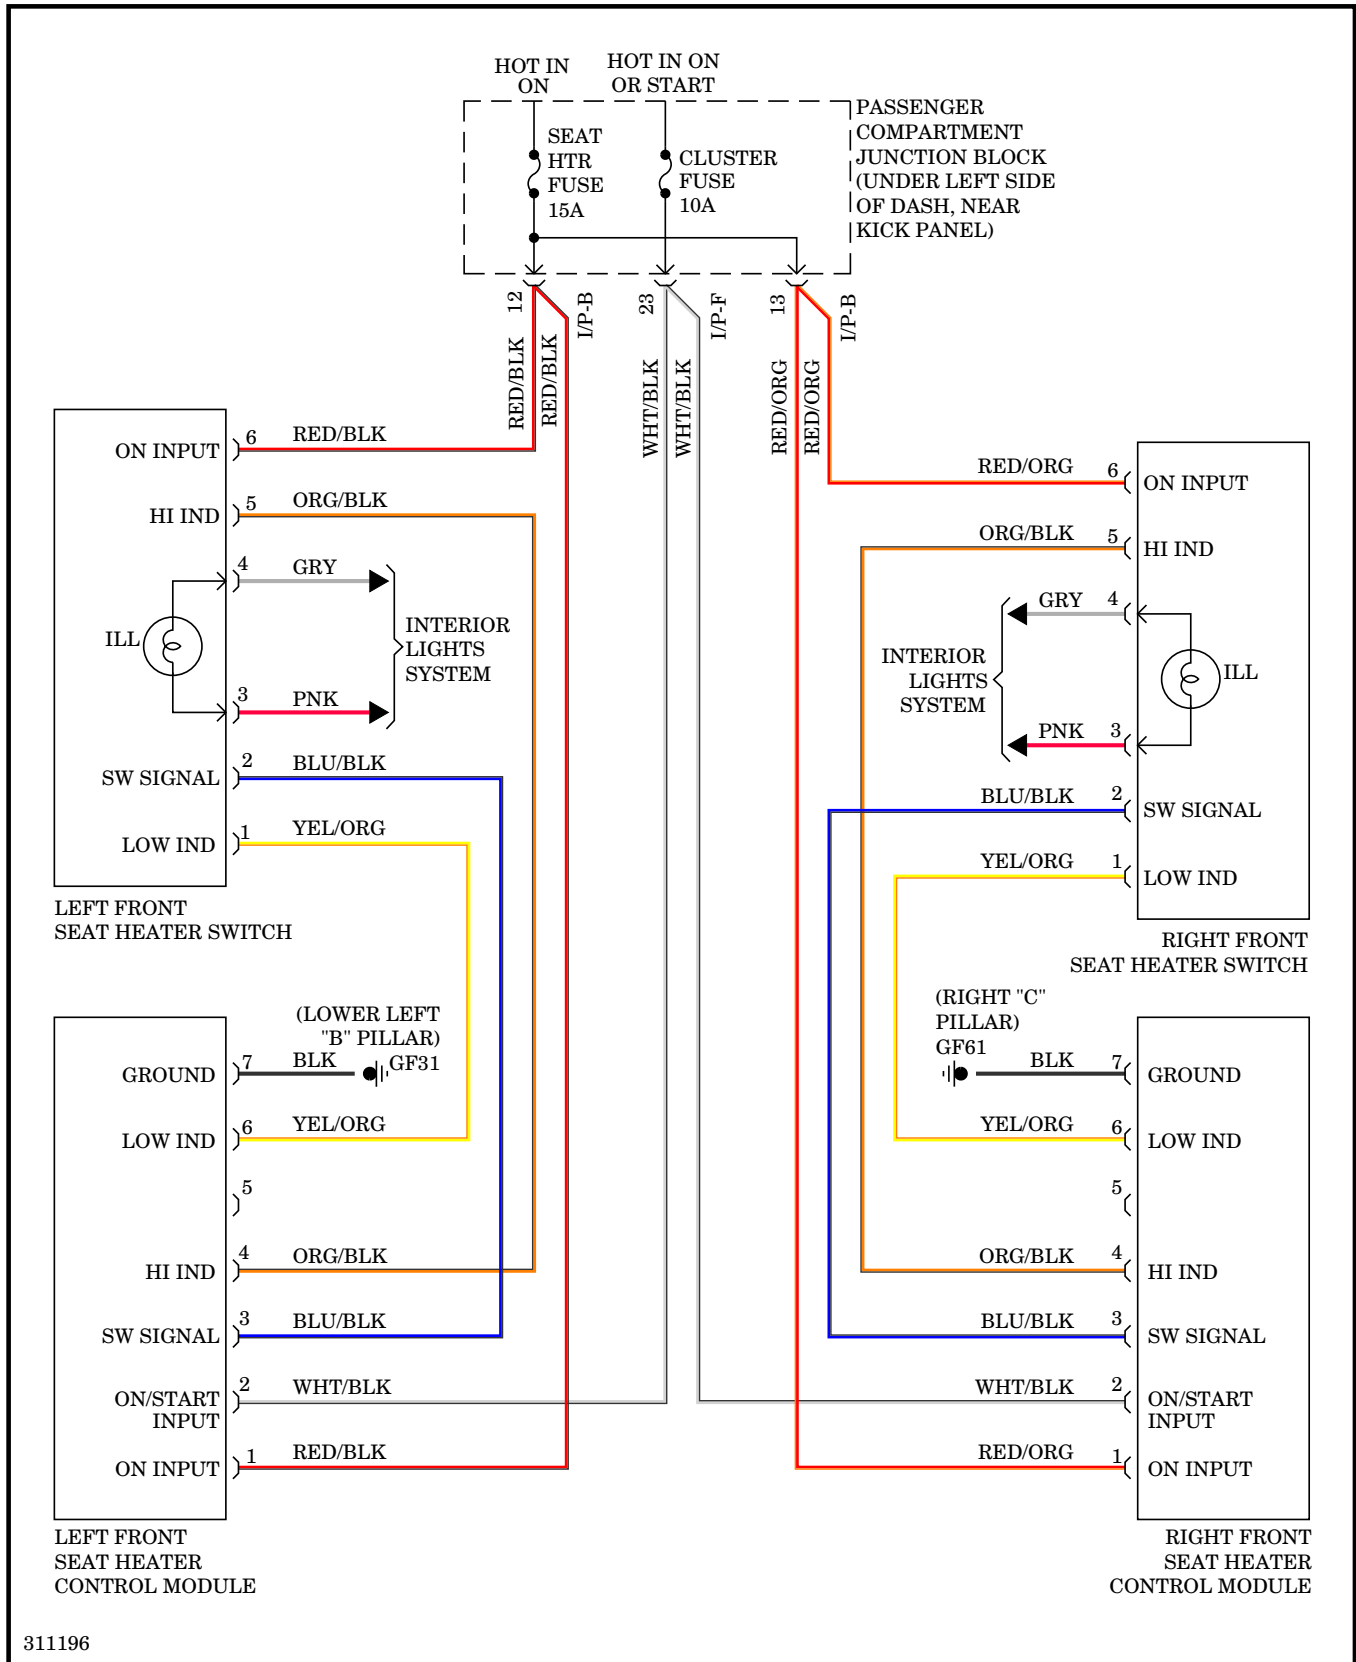 HOT IN
ON
HOT IN ON
OR START
SEAT
HTR
FUSE
15A
CLUSTER
FUSE
10A
PASSENGER
COMPARTMENT
JUNCTION BLOCK
(UNDER LEFT SIDE
OF DASH, NEAR
KICK PANEL)
12
I/P-B
23
I/P-F
13
I/P-B
RED/BLK
RED/BLK
WHT/BLK
WHT/BLK
RED/ORG
RED/ORG
ON INPUT
6
RED/BLK
HI IND
5
ORG/BLK
4
GRY
ILL
INTERIOR
LIGHTS
SYSTEM
3
PNK
SW SIGNAL
2
BLU/BLK
LOW IND
1
YEL/ORG
LEFT FRONT
SEAT HEATER SWITCH
RED/ORG
6
ON INPUT
ORG/BLK
5
HI IND
GRY
4
INTERIOR
LIGHTS
SYSTEM
ILL
PNK
3
BLU/BLK
2
SW SIGNAL
YEL/ORG
1
LOW IND
RIGHT FRONT
SEAT HEATER SWITCH
(LOWER LEFT
"B" PILLAR)
GF31
GROUND
7
BLK
LOW IND
6
YEL/ORG
5
HI IND
4
ORG/BLK
SW SIGNAL
3
BLU/BLK
ON/START
INPUT
2
WHT/BLK
ON INPUT
1
RED/BLK
LEFT FRONT
SEAT HEATER
CONTROL MODULE
(RIGHT "C"
PILLAR)
GF61
BLK
7
GROUND
YEL/ORG
6
LOW IND
5
ORG/BLK
4
HI IND
BLU/BLK
3
SW SIGNAL
WHT/BLK
2
ON/START
INPUT
RED/ORG
1
ON INPUT
RIGHT FRONT
SEAT HEATER
CONTROL MODULE
311196